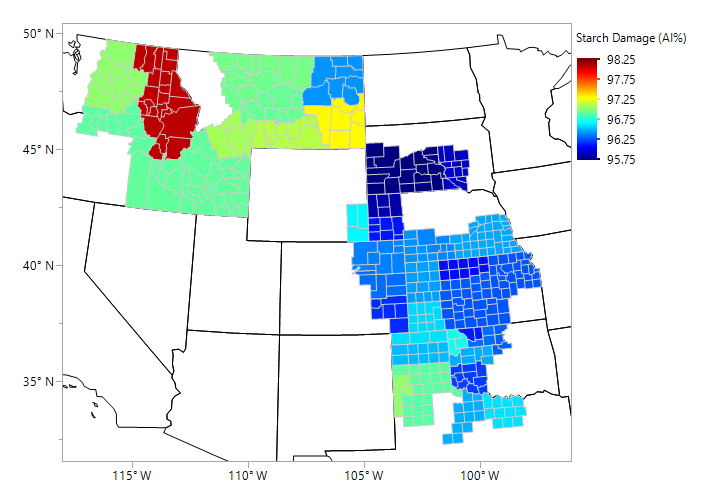 50° N
45° N
40° N
35° N
115° W
110° W
105° W
100° W
Starch Damage (AI%)
98.25
97.75
97.25
96.75
96.25
95.75